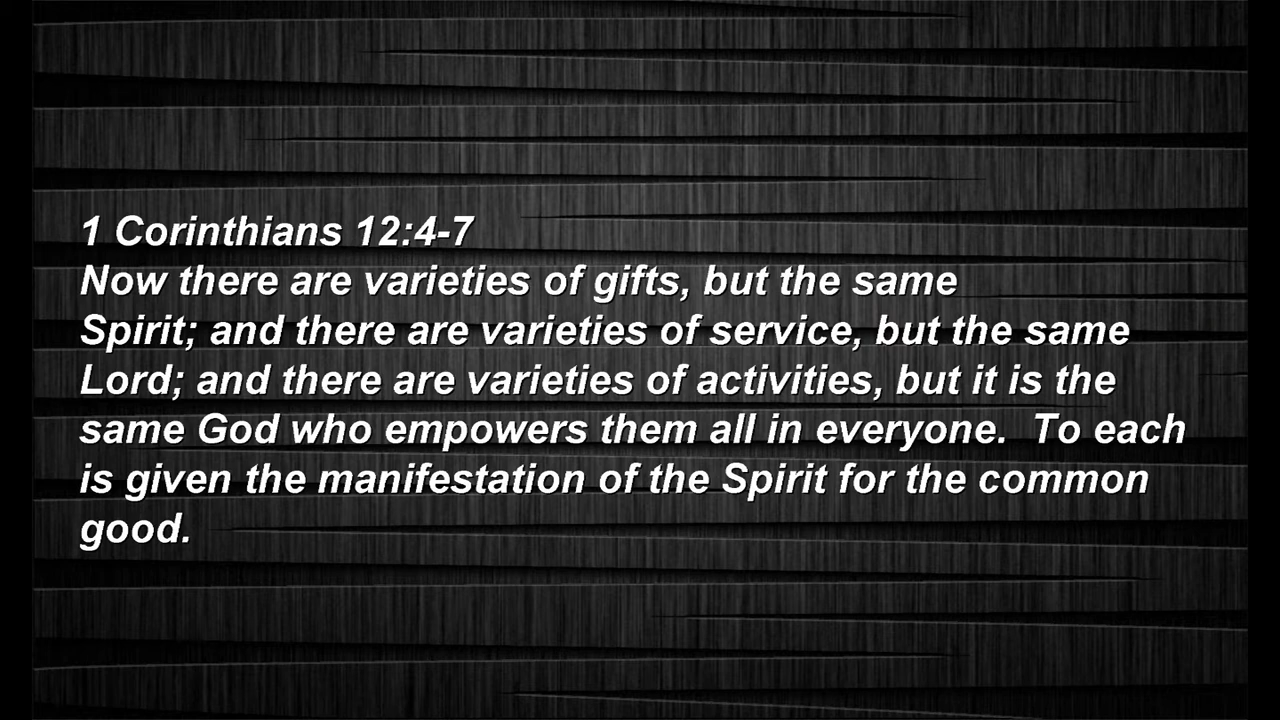 1 Corinthians 12:4-7
Now there are varieties of gifts, but the same
Spirit; and there are varieties of service, but the same
Lord; and there are varieties of activities, but it is the
same God who empowers them all in everyone.  To each
is given the manifestation of the Spirit for the common
good.